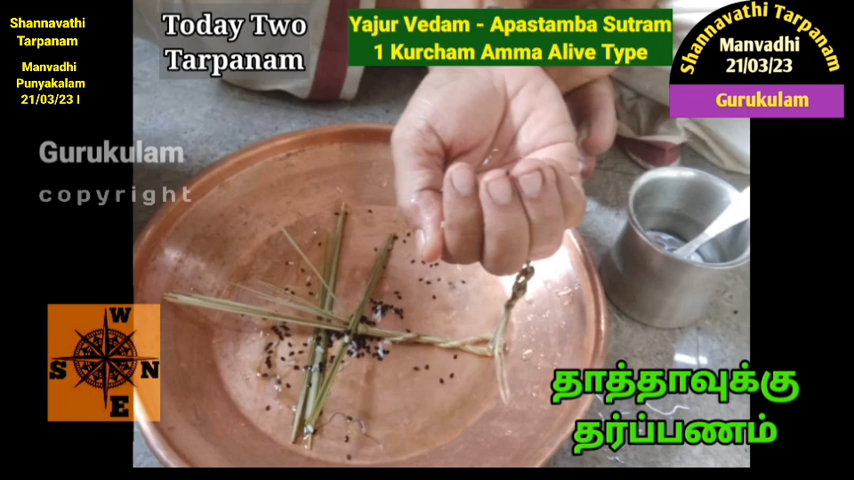 Shannavathi
Tarpanam
Manvadhi
Punyakalam
21/03/23 I
Today Two
Tarpanam
Yajur Vedam - Apastamba Sutram
1 Kurcham Amma Alive Type
Shannavathi Tarpanam
Manvadhi
21/03/23
Gurukulam
Gurukulam
copyright
W
S N
E
தாத்தாவுக்கு
தர்ப்பணம்